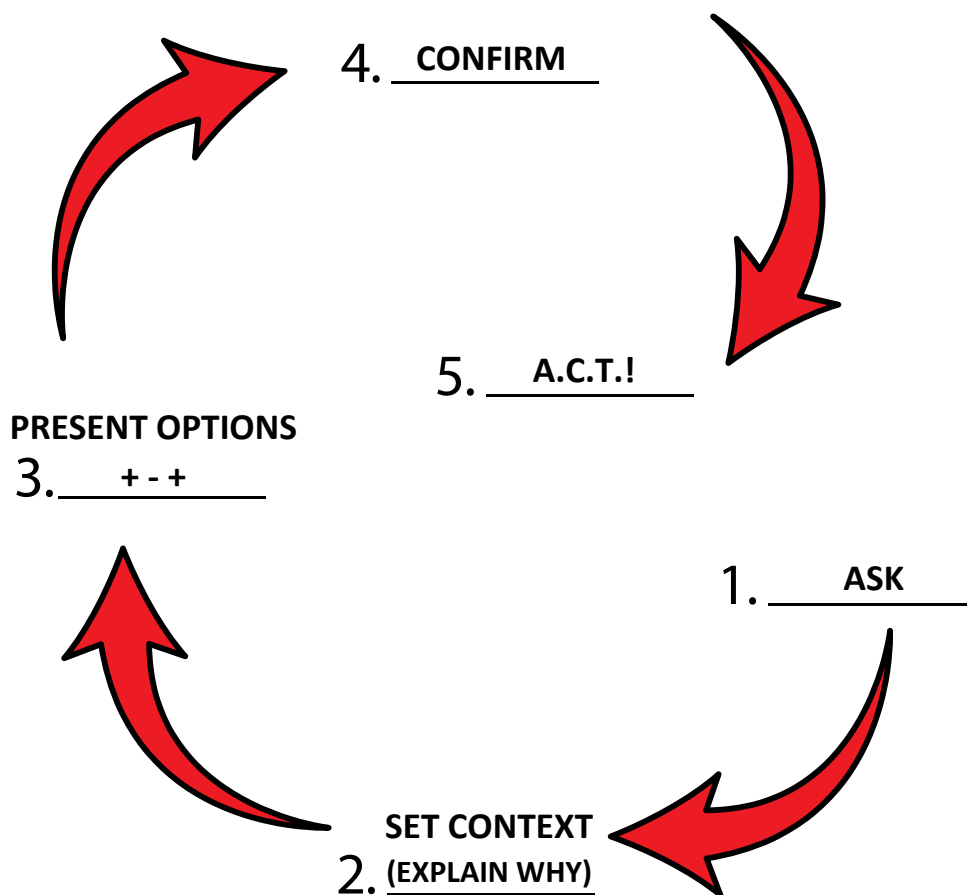 4. CONFIRM
5. A.C.T.!
PRESENT OPTIONS
3. + - +
1. ASK
SET CONTEXT
2. (EXPLAIN WHY)